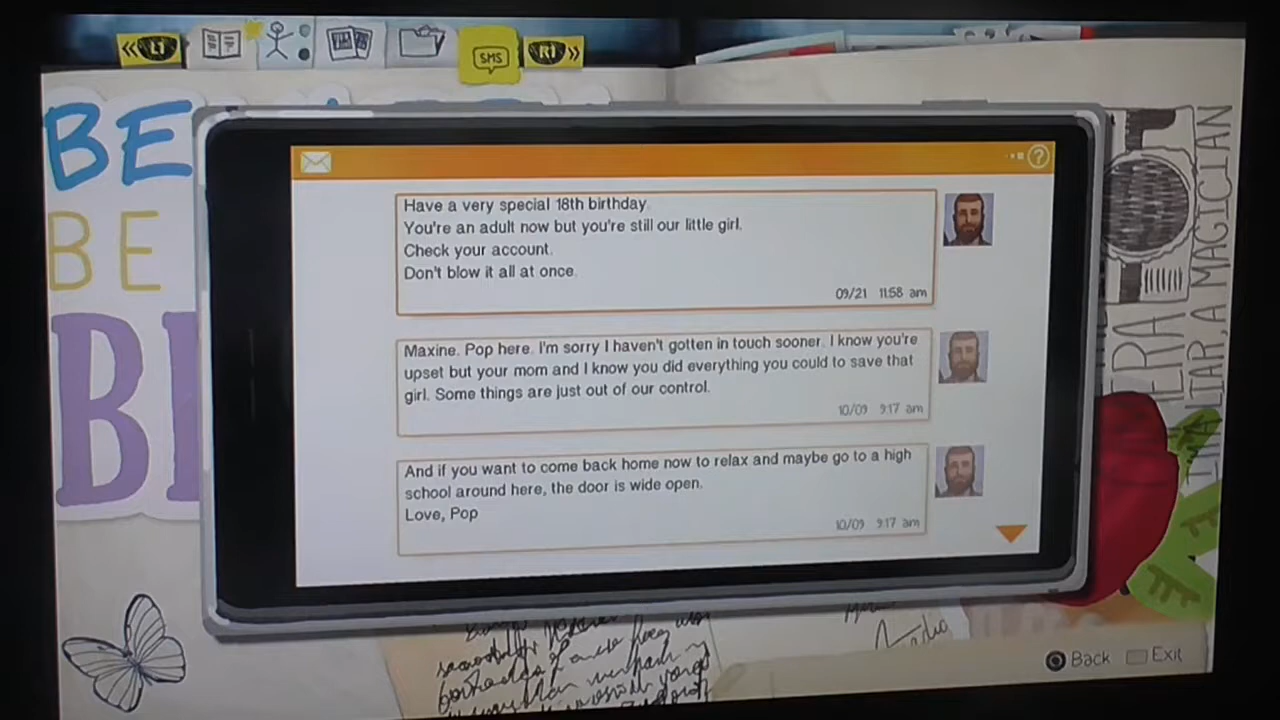 L1
SMS
R1
BE
BE
Have a very special 18th birthday.
You're an adult now but you're still our little girl.
Check your account.
Don't blow it all at once.
09/21 11:58 am
Maxine. Pop here. I'm sorry I haven't gotten in touch sooner. I know you're
upset but your mom and I know you did everything you could to save that
girl. Some things are just out of our control.
10/09 9:17 am
And if you want to come back home now to relax and maybe go to a high
school around here, the door is wide open.
Love, Pop
10/09 9:17 am
LIAR, A MAGICIAN
Back
Exit